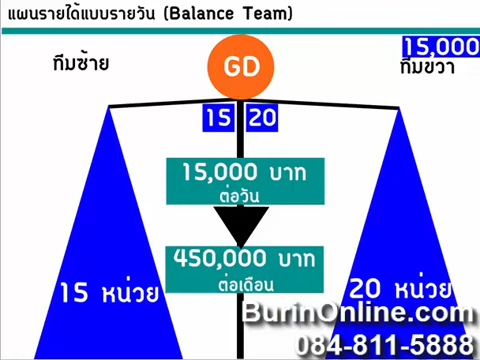 แผนรายได้แบบรายวัน (Balance Team)
15,000
ทีมซ้าย
GD
ทีมขวา
15 20
15,000 บาท
ต่อวัน
450,000 บาท
ต่อเดือน
15 หน่วย
20 หน่วย
BurinOnline.com
084-811-5888